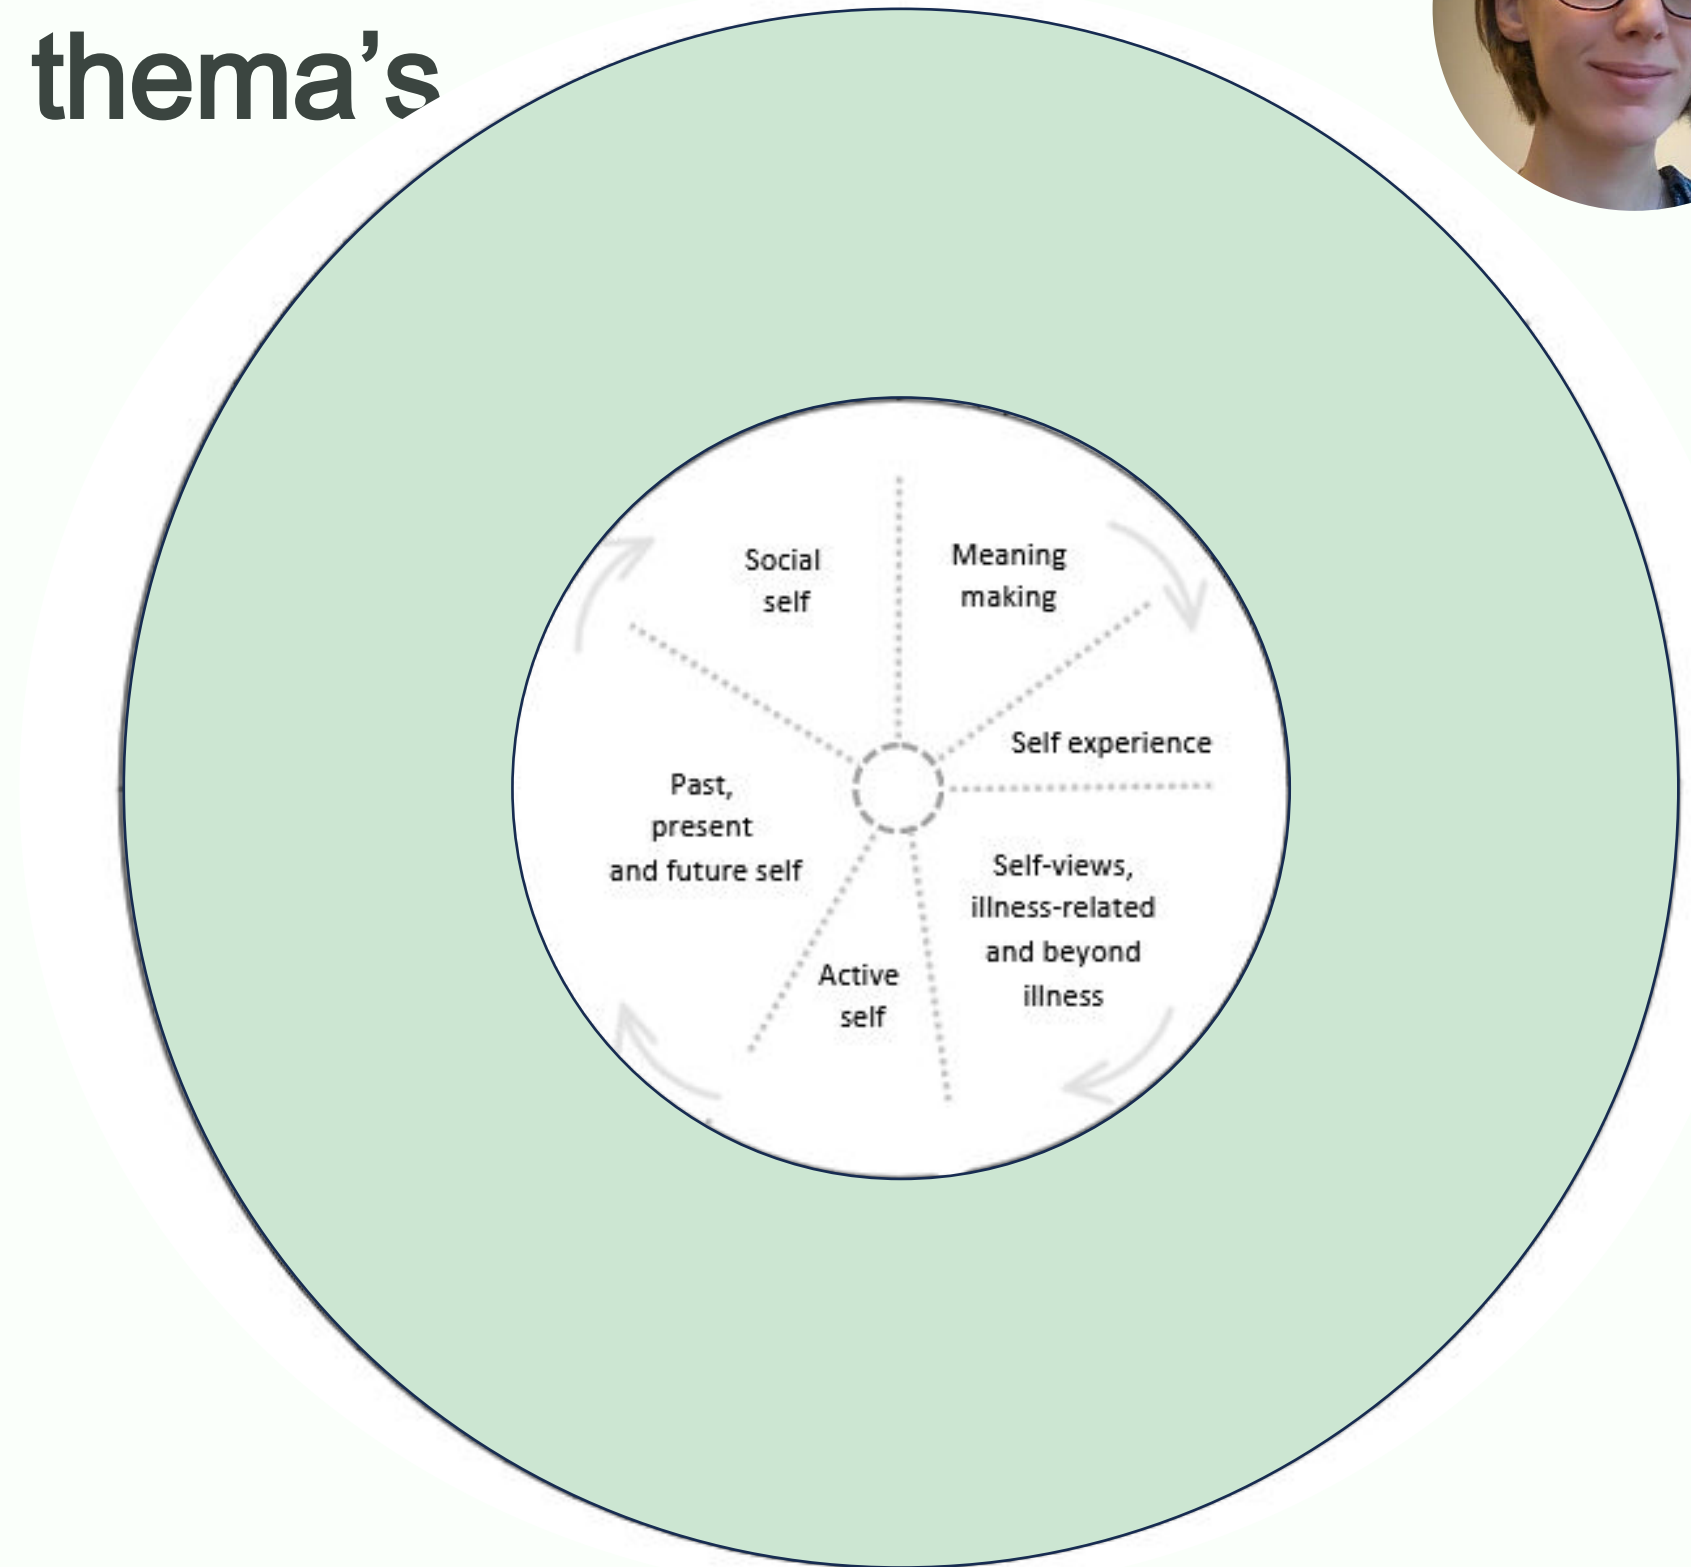 thema’s
Social
self
Meaning
making
Self experience
Self-views,
illness-related
and beyond
illness
Active
self
Past,
present
and future self